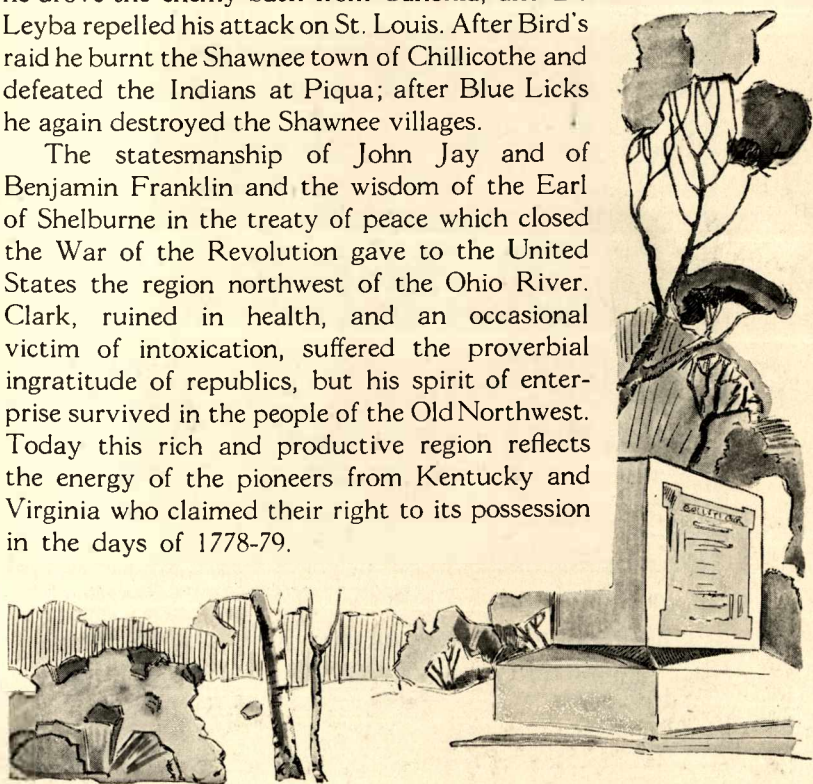 Leyba repelled his attack on St. Louis. After Bird's
raid he burnt the Shawnee town of Chillicothe and
defeated the Indians at Piqua; after Blue Licks
he again destroyed the Shawnee villages.
The statesmanship of John Jay and of
Benjamin Franklin and the wisdom of the Earl
of Shelburne in the treaty of peace which closed
the War of the Revolution gave to the United
States the region northwest of the Ohio River.
Clark, ruined in health, and an occasional
victim of intoxication, suffered the proverbial
ingratitude of republics, but his spirit of enter-
prise survived in the people of the Old Northwest.
Today this rich and productive region reflects
the energy of the pioneers from Kentucky and
Virginia who claimed their right to its possession
in the days of 1778-79.